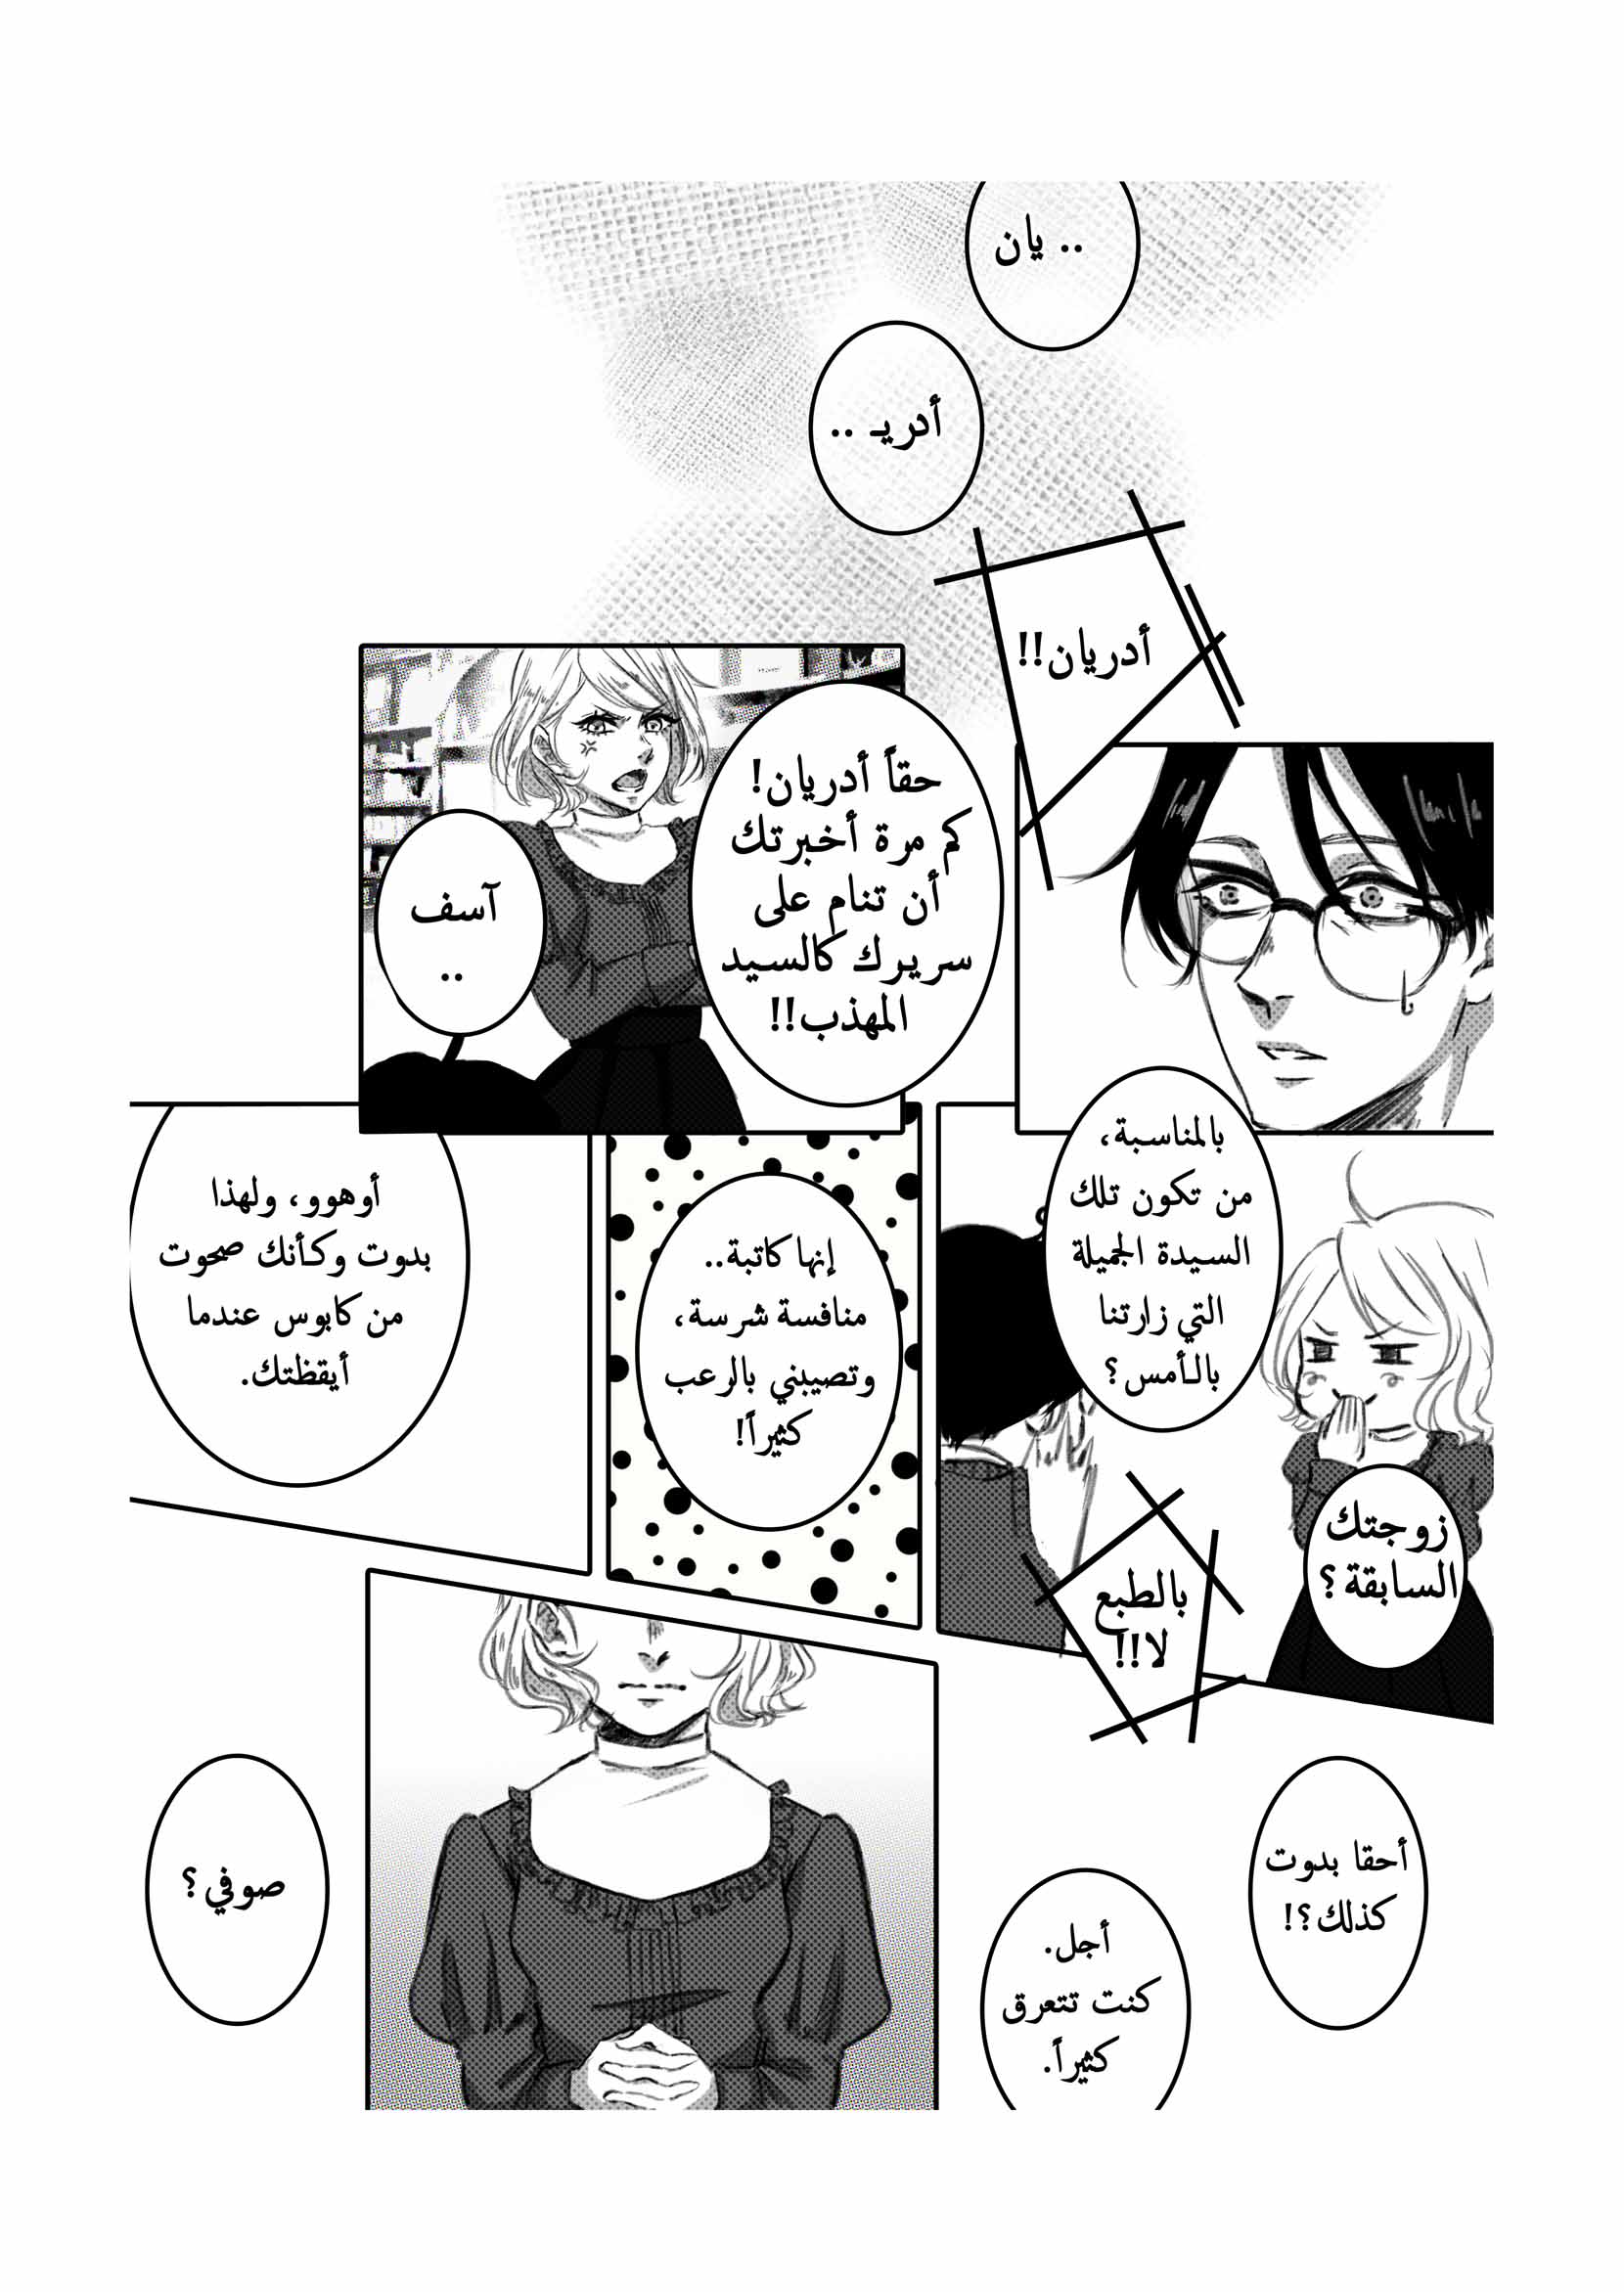 .. يان
أدريـ ..
أدريان!!
حقاً أدريان!
كم مرة أخبرتك
أن تنام على
سريرك كالسيد
المهذب!!
آسف
..
بالمناسبة،
من تكون تلك
السيدة الجميلة
التي زارتنا
بالأمس؟
زوجتك
السابقة؟
بالطبع
لا!!
إنها كاتبة..
منافسة شرسة،
وتصيبني بالرعب
كثيراً!
أوهوو، ولهذا
بدوت وكأنك صحوت
من كابوس عندما
أيقظتك.
أحقا بدوت
كذلك؟!
أجل.
كنت تتعرق
كثيراً.
صوفي؟